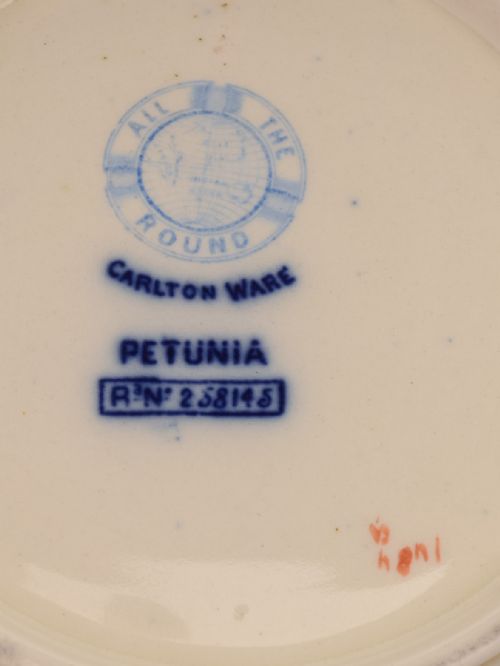 ALL THE
ROUND
CARLTON WARE
PETUNIA
Rᵈ Nº 258145